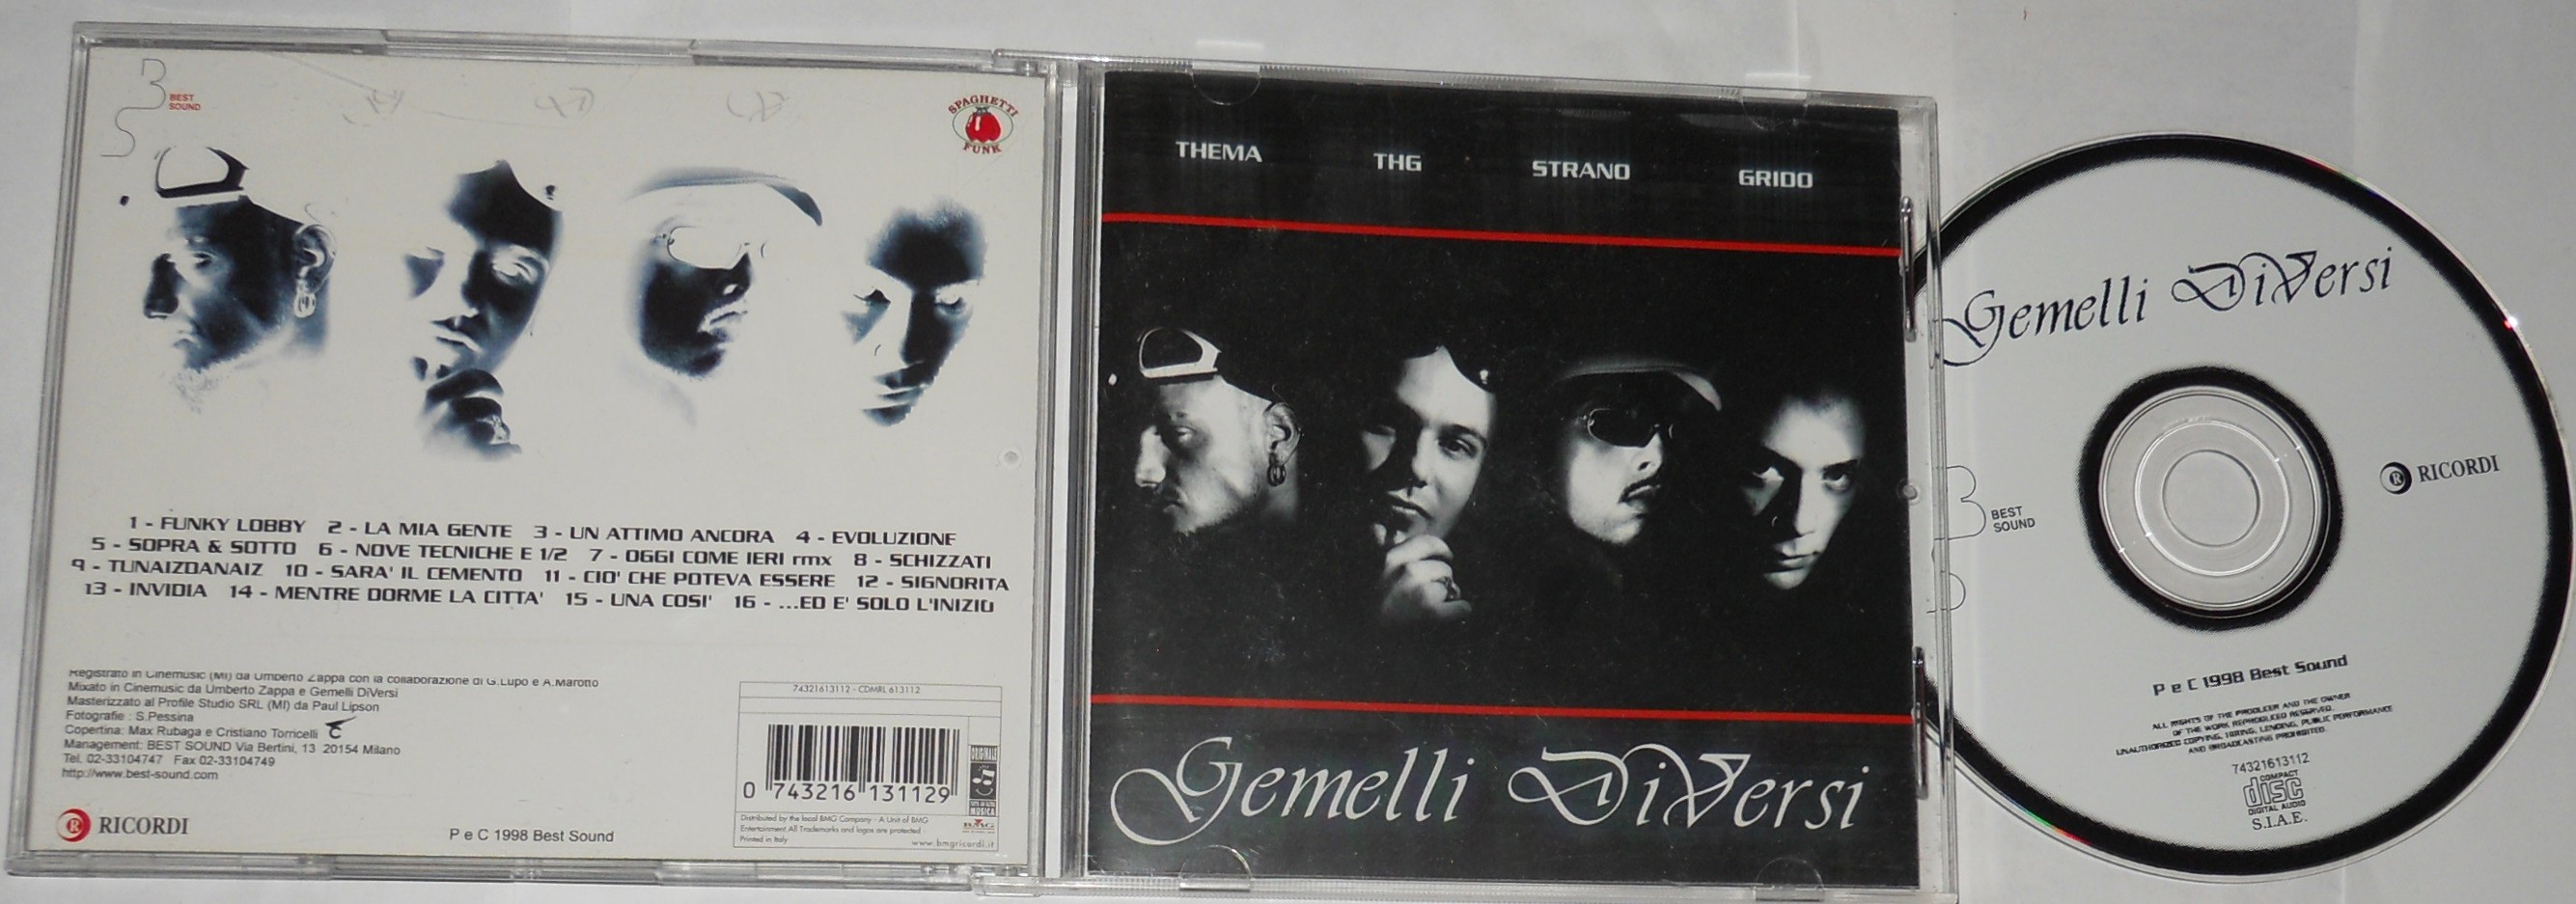 BEST
SOUND
SPAGHETTI
FUNK
1 - FUNKY LOBBY 2 - LA MIA GENTE 3 - UN ATTIMO ANCORA 4 - EVOLUZIONE
5 - SOPRA & SOTTO 6 - NOVE TECNICHE E 1/2 7 - OGGI COME IERI rmx 8 - SCHIZZATI
9 - TUNAIZDANAIZ 10 - SARA' IL CEMENTO 11 - CIO' CHE POTEVA ESSERE 12 - SIGNORITA
13 - INVIDIA 14 - MENTRE DORME LA CITTA' 15 - UNA COSI' 16 - ...ED E' SOLO L'INIZIO
Registrato in Cinemusic (MI) da Umberto Zappa con la collaborazione di G.Lupo e A.Marotto
Mixato in Cinemusic da Umberto Zappa e Gemelli DiVersi
Masterizzato al Profile Studio SRL (MI) da Paul Lipson
Fotografie : S.Pessina
Copertina: Max Rubaga e Cristiano Torricelli
Management: BEST SOUND Via Bertini, 13 20154 Milano
Tel. 02-33104747 Fax 02-33104749
http://www.best-sound.com
R RICORDI
P e C 1998 Best Sound
74321613112 - CDMRL 613112
0 743216 131129
ORIGINALE
MUSICA
Distributed by the local BMG Company - A Unit of BMG
Entertainment.All Trademarks and logos are protected -
Printed in Italy
BMG
www.bmgricordi.it
THEMA THG STRANO GRIDO
Gemelli DiVersi
Gemelli DiVersi
BEST
SOUND
R RICORDI
P e C 1998 Best Sound
ALL RIGHTS OF THE PRODUCER AND THE OWNER
OF THE WORK REPRODUCED RESERVED.
UNAUTHORIZED COPYING, HIRING, LENDING, PUBLIC PERFORMANCE
AND BROADCASTING PROHIBITED.
74321613112
COMPACT
disc
DIGITAL AUDIO
S.I.A.E.